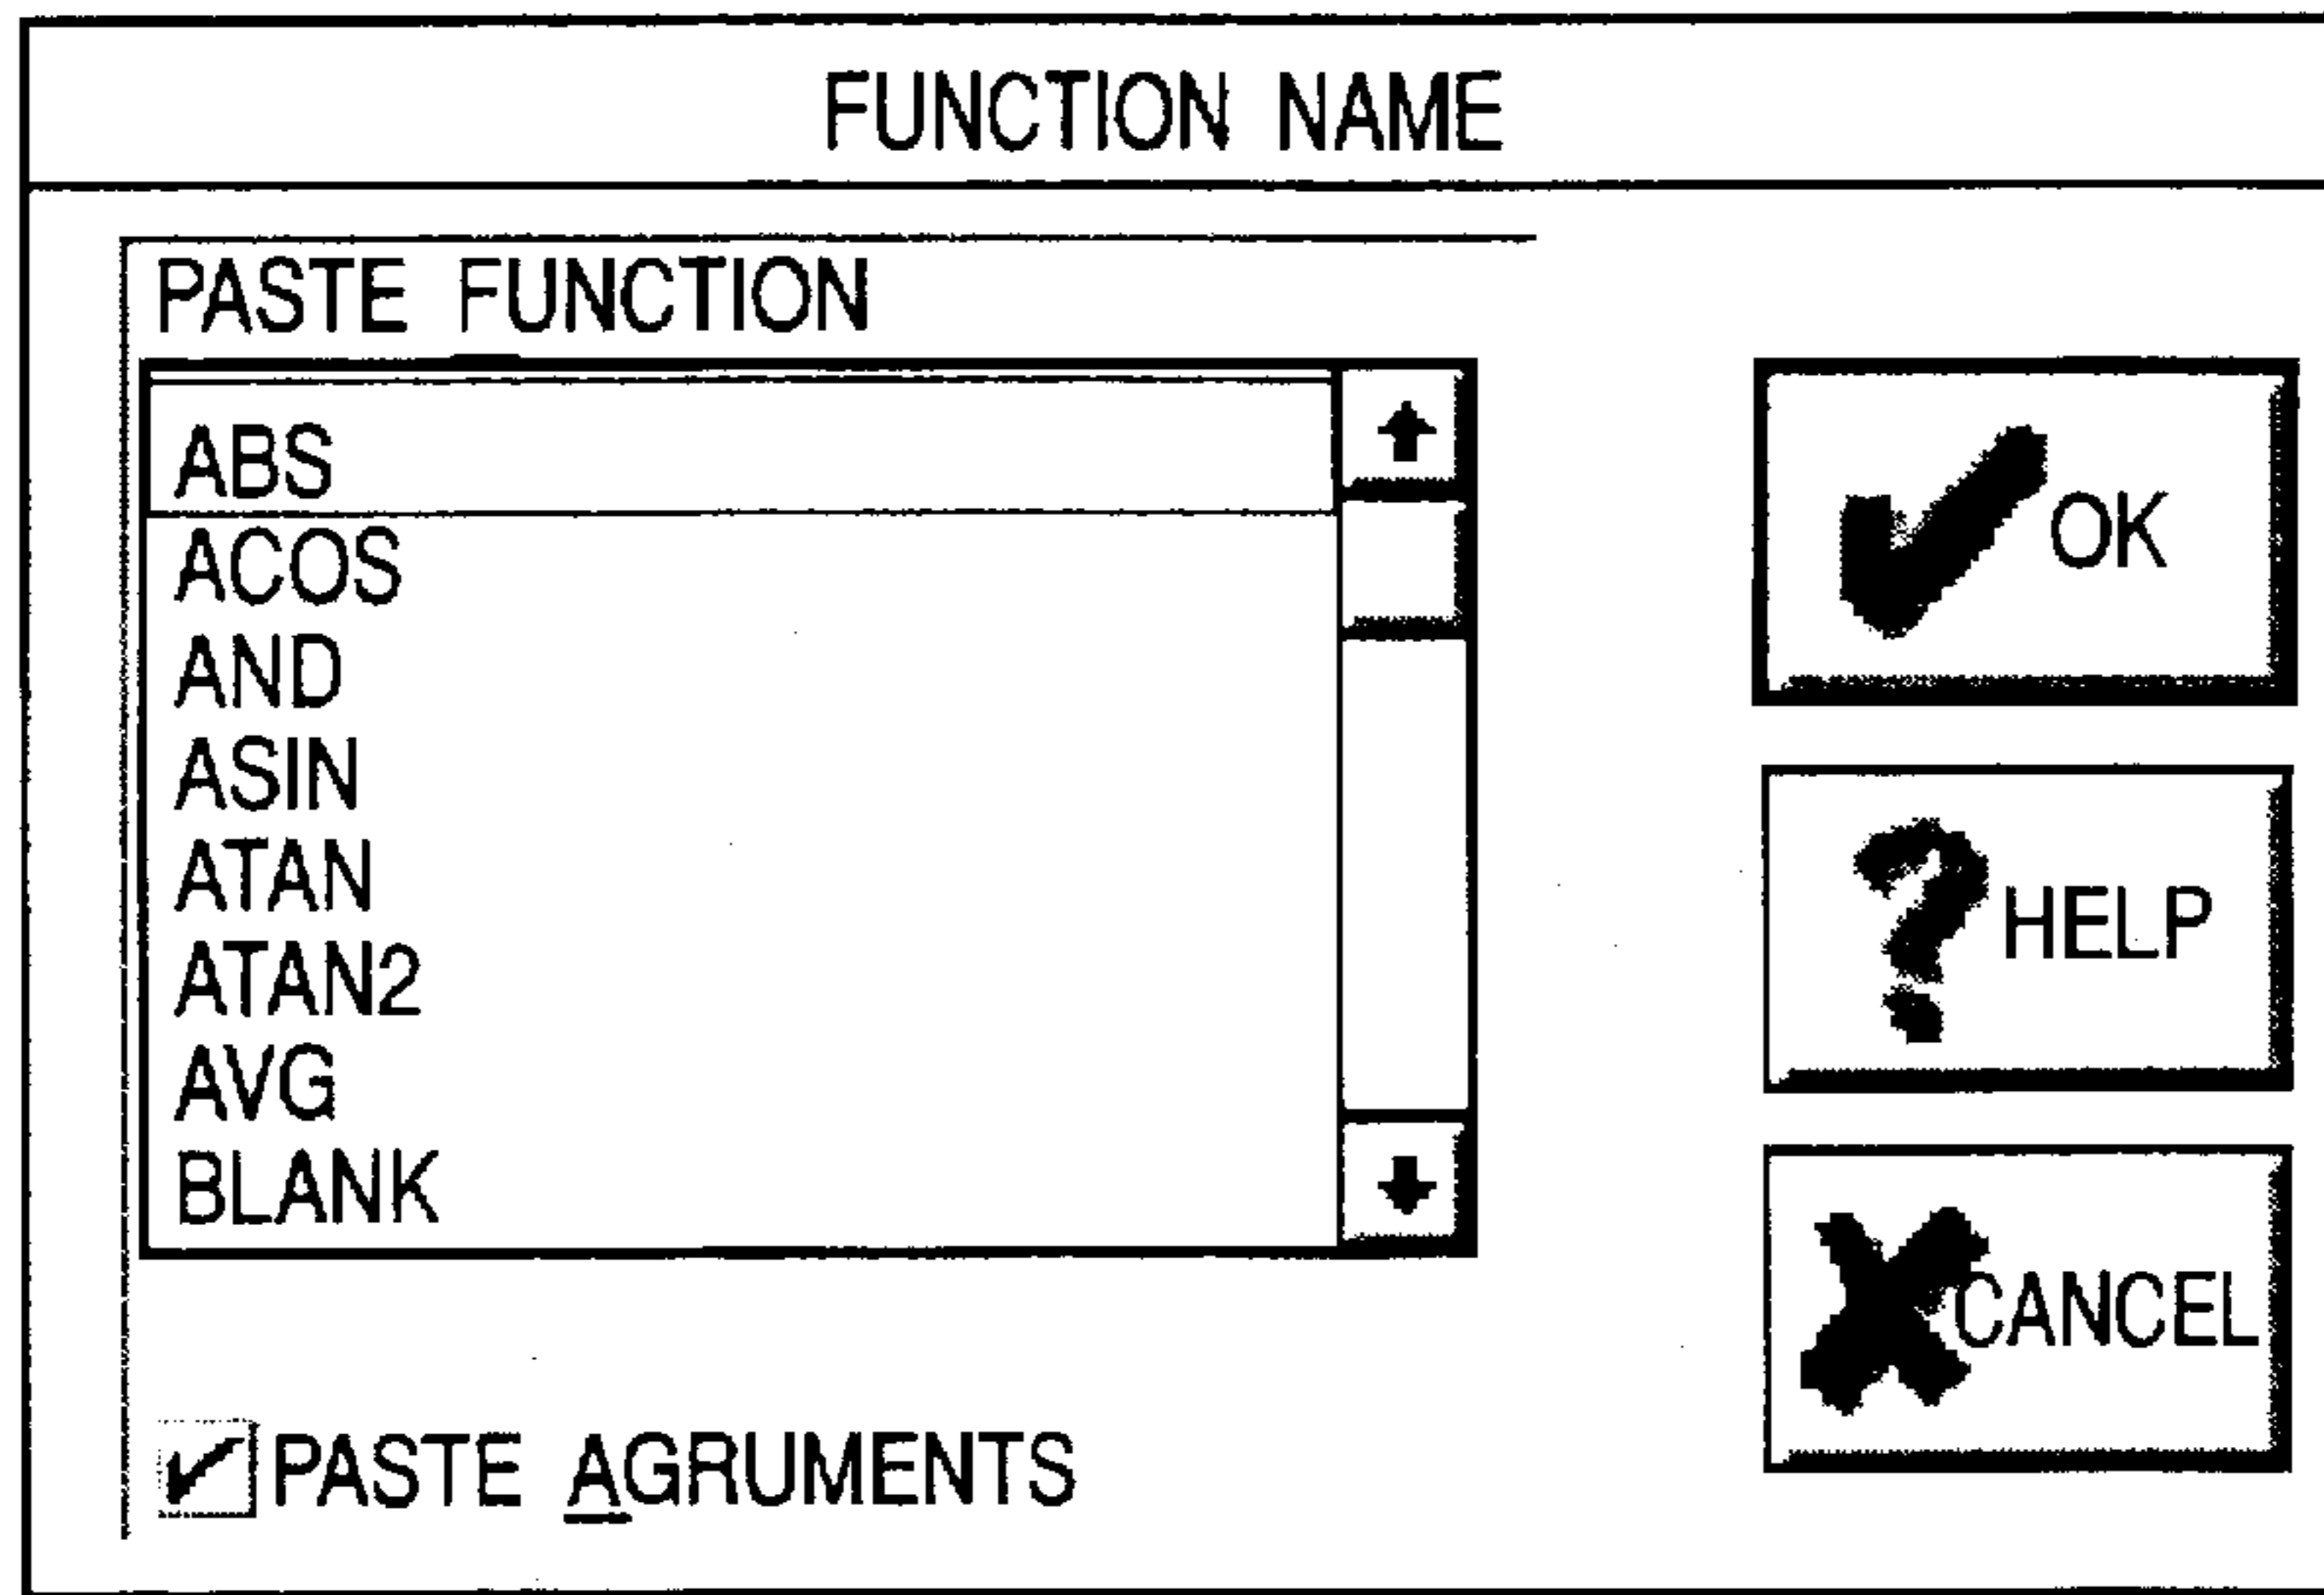 FUNCTION NAME
PASTE FUNCTION
ABS
ACOS
AND
ASIN
ATAN
ATAN2
AVG
BLANK
PASTE AGRUMENTS
OK
HELP
CANCEL